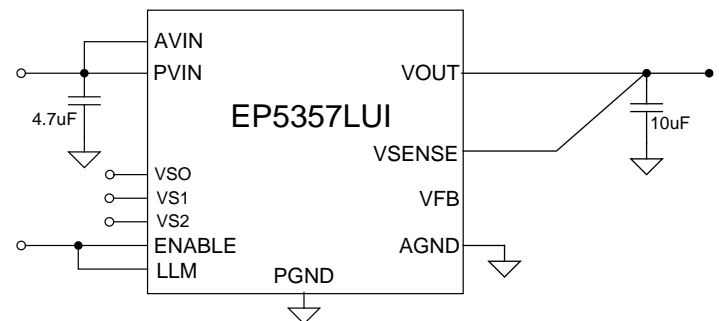 AVIN
PVIN
VOUT
4.7uF
EP5357LUI
10uF
VSENSE
VSO
VS1
VFB
VS2
ENABLE
AGND
LLM
PGND